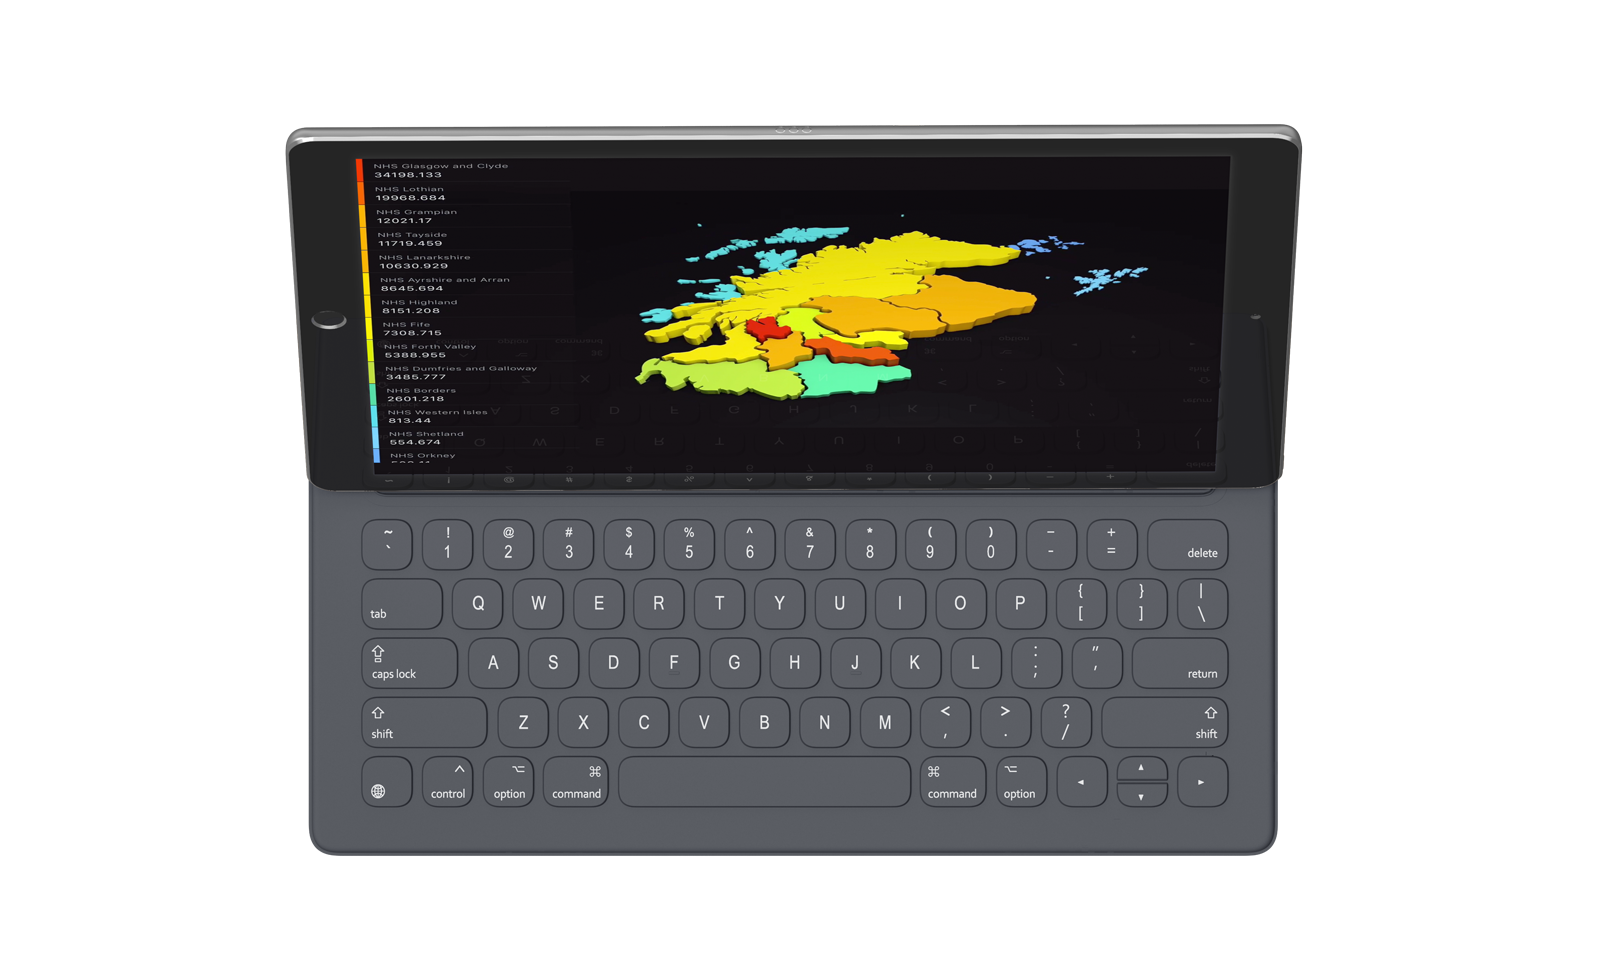 NHS Glasgow and Clyde
34198.133
NHS Lothian
19968.684
NHS Grampian
12021.17
NHS Tayside
11719.459
NHS Lanarkshire
10630.929
NHS Ayrshire and Arran
8645.694
NHS Highland
8151.208
NHS Fife
7308.715
NHS Forth Valley
5388.955
NHS Dumfries and Galloway
3485.777
NHS Borders
2601.218
NHS Western Isles
813.44
NHS Shetland
554.674
NHS Orkney
~ ! @ # $ % ^ & * ( ) – +
` 1 2 3 4 5 6 7 8 9 0 - = delete
tab Q W E R T Y U I O P { [ } ] | \
caps lock A S D F G H J K L : ; " ' return
shift Z X C V B N M < , > . ? / shift
control option command command option